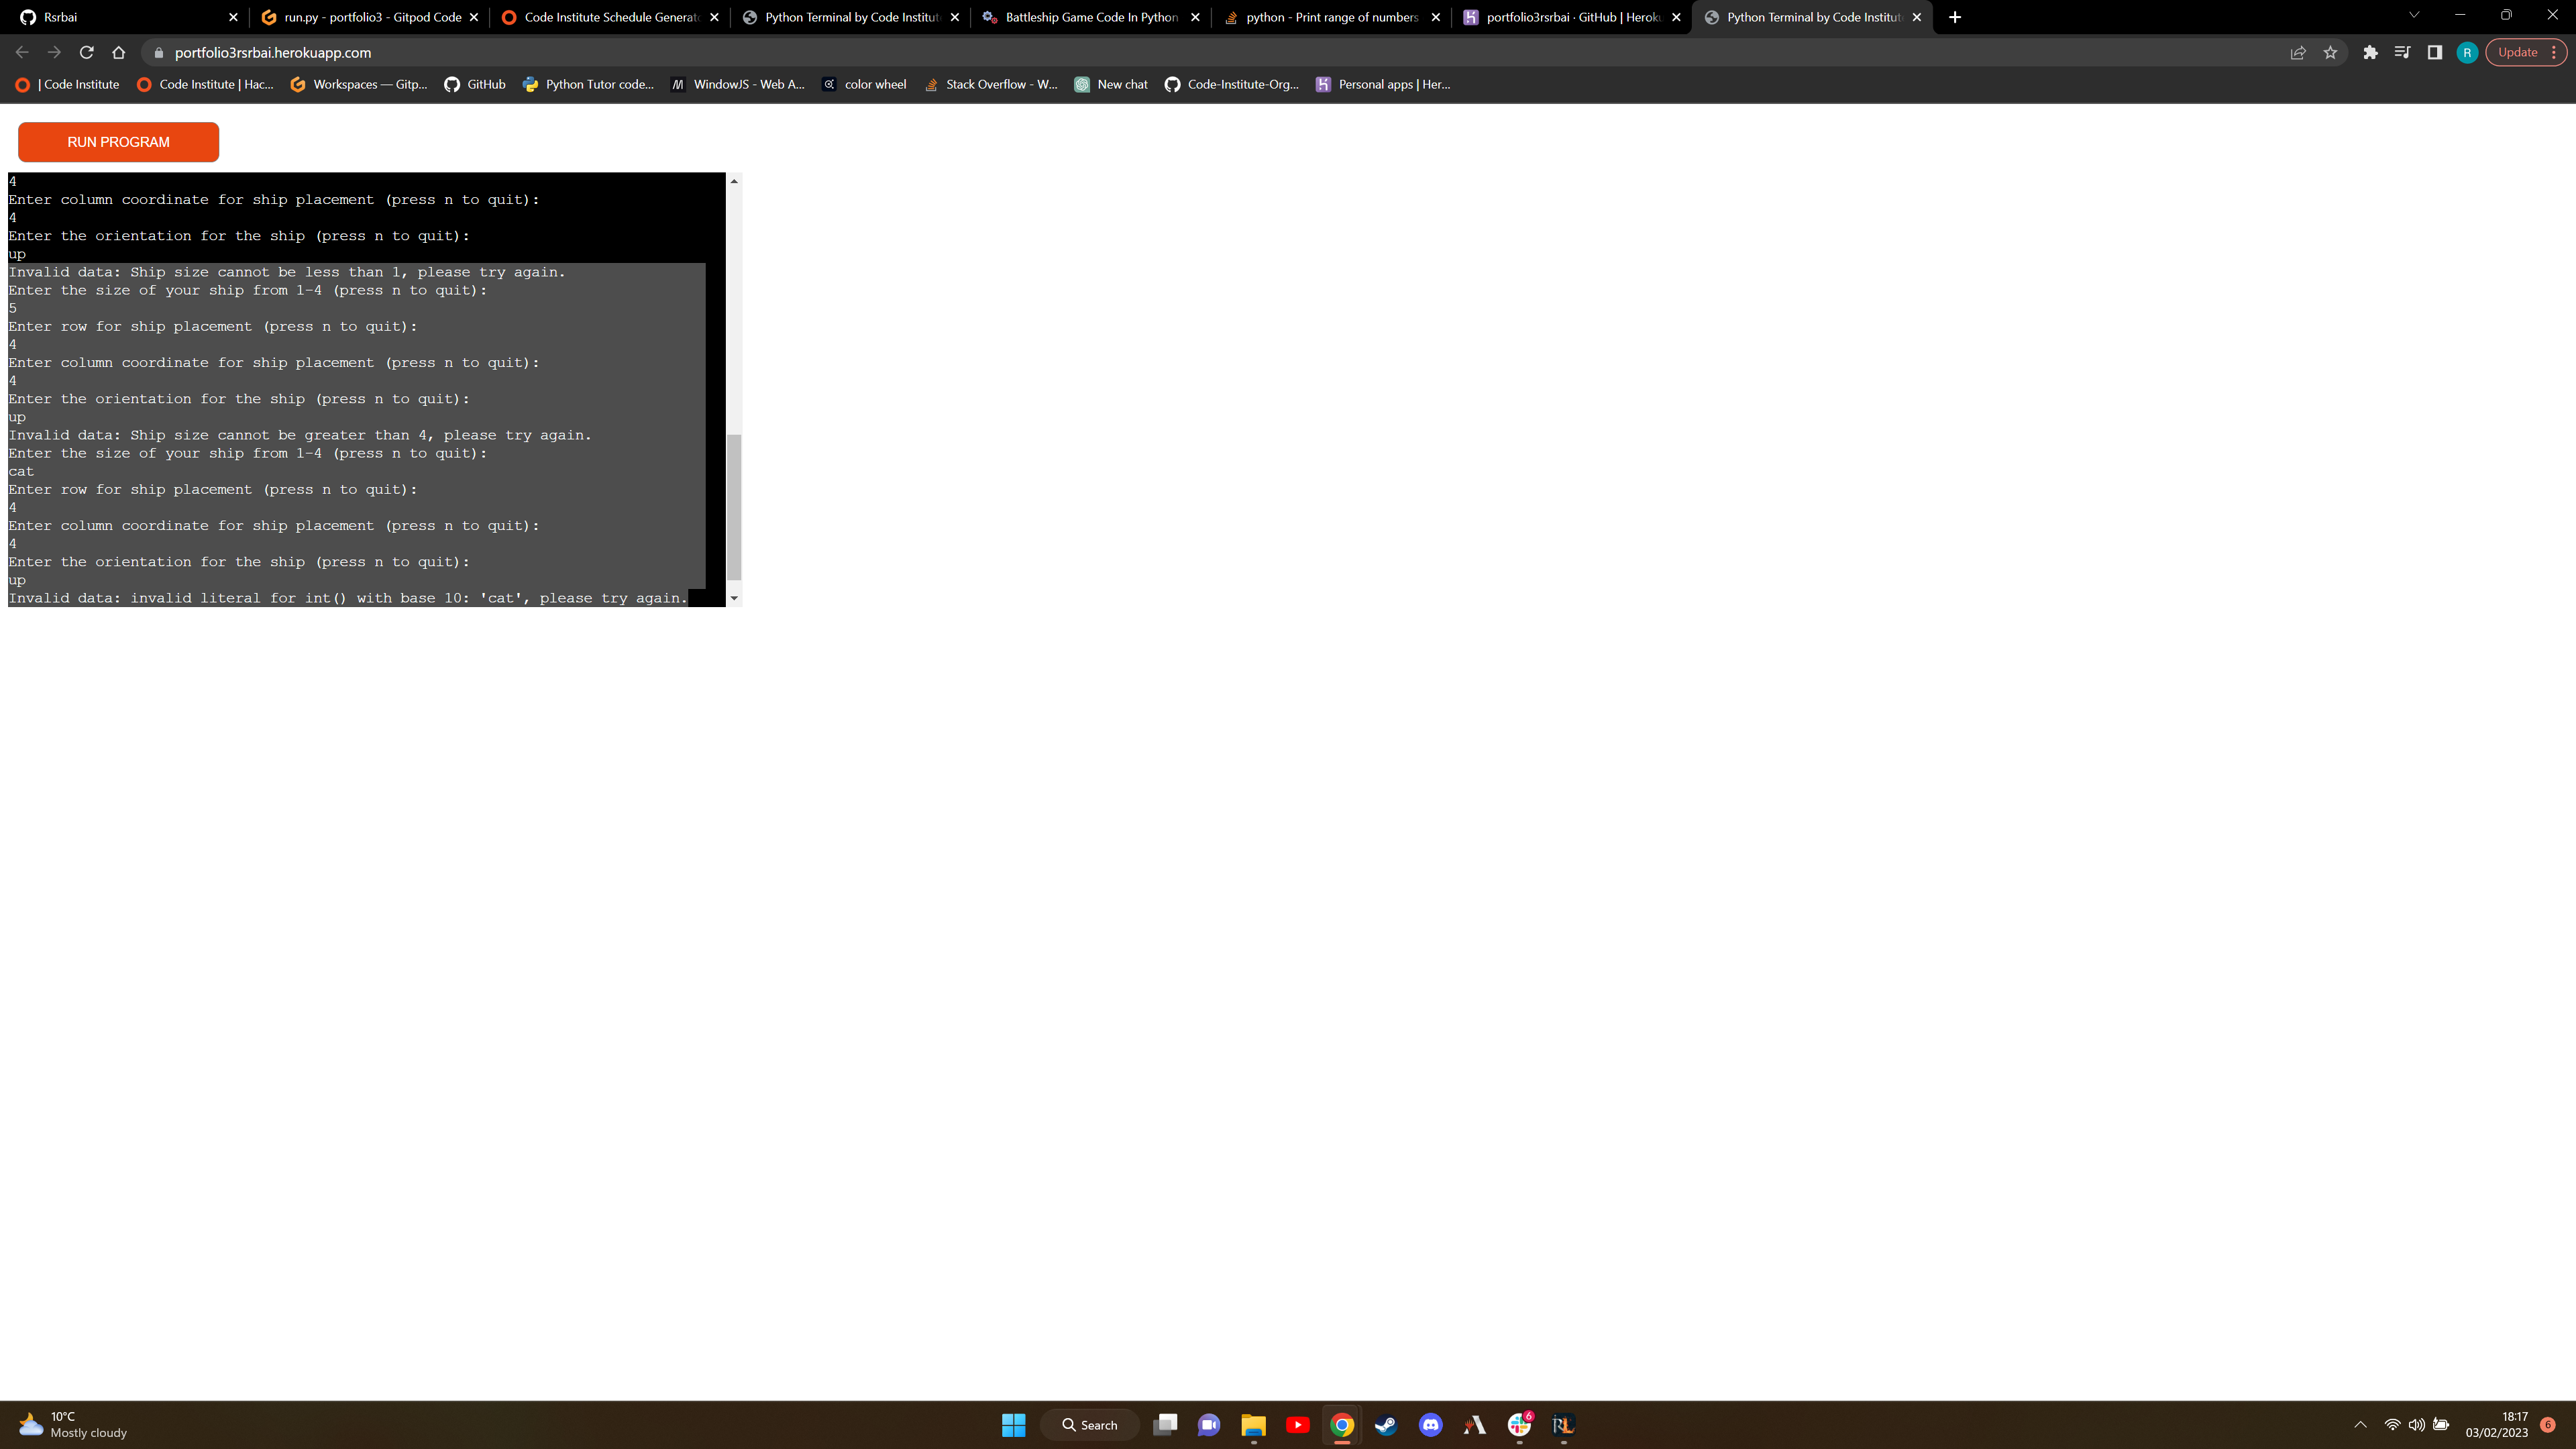 Rsrbai
run.py - portfolio3 - Gitpod Code
Code Institute Schedule Generat
Python Terminal by Code Institut
Battleship Game Code In Python
python - Print range of numbers
portfolio3rsrbai · GitHub | Herok
Python Terminal by Code Institut
portfolio3rsrbai.herokuapp.com
R
Update
| Code Institute
Code Institute | Hac...
Workspaces — Gitp...
GitHub
Python Tutor code...
WindowJS - Web A...
color wheel
Stack Overflow - W...
New chat
Code-Institute-Org...
Personal apps | Her...
RUN PROGRAM
4
Enter column coordinate for ship placement (press n to quit):
4
Enter the orientation for the ship (press n to quit):
up
Invalid data: Ship size cannot be less than 1, please try again.
Enter the size of your ship from 1-4 (press n to quit):
5
Enter row for ship placement (press n to quit):
4
Enter column coordinate for ship placement (press n to quit):
4
Enter the orientation for the ship (press n to quit):
up
Invalid data: Ship size cannot be greater than 4, please try again.
Enter the size of your ship from 1-4 (press n to quit):
cat
Enter row for ship placement (press n to quit):
4
Enter column coordinate for ship placement (press n to quit):
4
Enter the orientation for the ship (press n to quit):
up
Invalid data: invalid literal for int() with base 10: 'cat', please try again.
10°C
Mostly cloudy
Search
6
18:17
03/02/2023
6